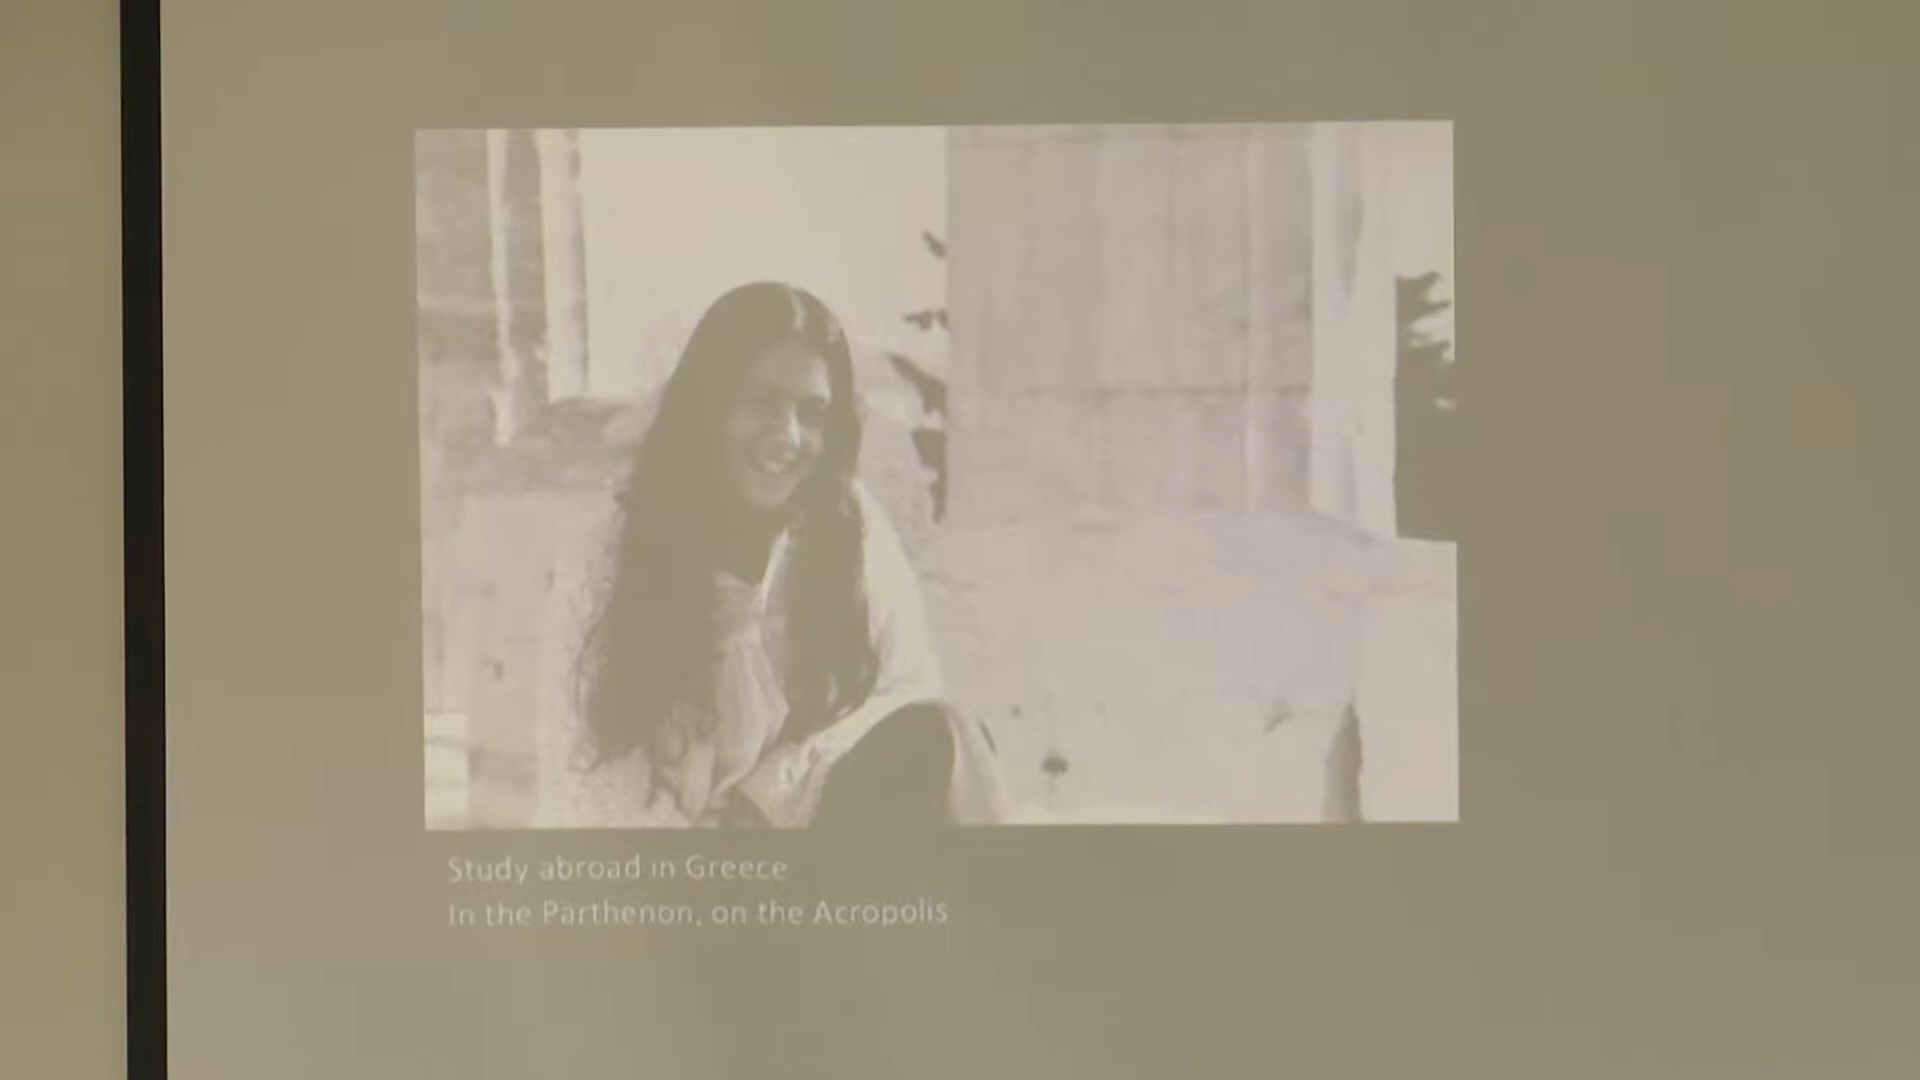 Study abroad in Greece
In the Parthenon, on the Acropolis